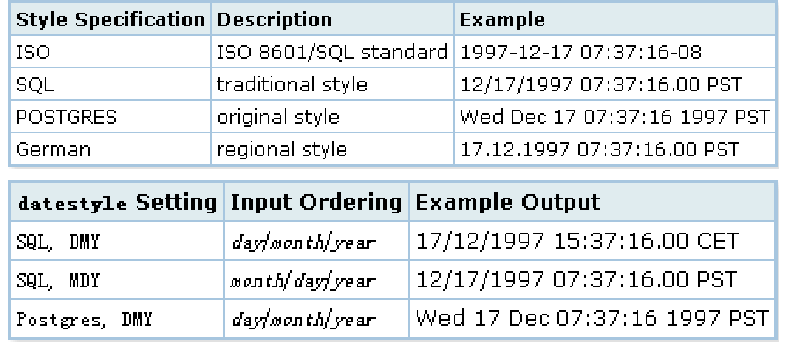 Style Specification Description Example
ISO ISO 8601/SQL standard 1997-12-17 07:37:16-08
SQL traditional style 12/17/1997 07:37:16.00 PST
POSTGRES original style Wed Dec 17 07:37:16 1997 PST
German regional style 17.12.1997 07:37:16.00 PST
datestyle Setting Input Ordering Example Output
SQL, DMY day/month/year 17/12/1997 15:37:16.00 CET
SQL, MDY month/day/year 12/17/1997 07:37:16.00 PST
Postgres, DMY day/month/year Wed 17 Dec 07:37:16 1997 PST